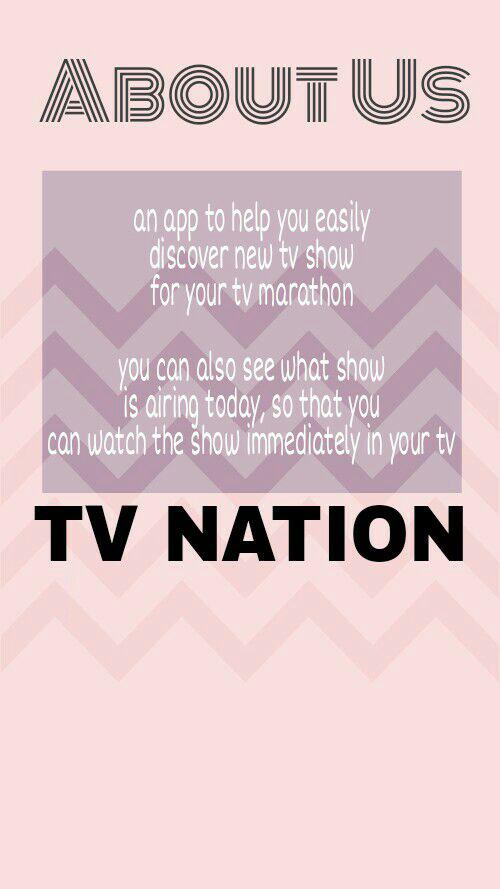 About Us
an app to help you easily
discover new tv show
for your tv marathon
you can also see what show
is airing today, so that you
can watch the show immediately in your tv
TV NATION